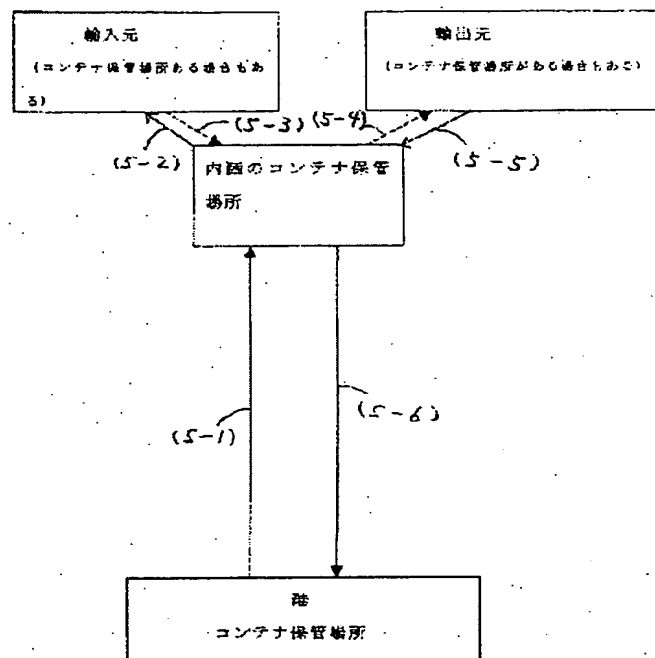 輸入元
(コンテナ保管場所ある場合もあ
る)
輸出元
(コンテナ保管場所がある場合もあ)
(5-3)
(5-4)
(5-2)
(5-5)
内陸のコンテナ保管
場所
(5-1)
(5-6)
港
コンテナ保管場所